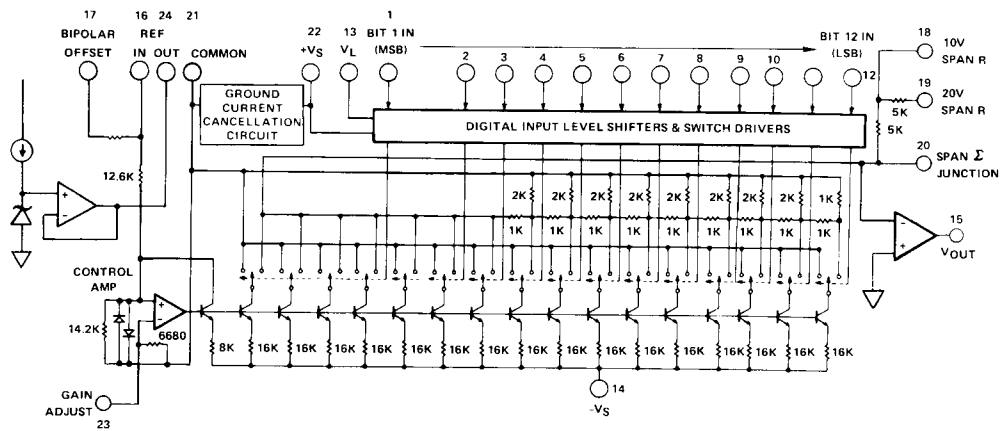 17 16 24 21
BIPOLAR REF
OFFSET IN OUT COMMON
22 13 1
+VS VL BIT 1 IN
(MSB)
BIT 12 IN
(LSB)
2 3 4 5 6 7 8 9 10 12
18
10V
SPAN R
19
20V
SPAN R
5K
5K
20
SPAN Σ
JUNCTION
GROUND
CURRENT
CANCELLATION
CIRCUIT
DIGITAL INPUT LEVEL SHIFTERS & SWITCH DRIVERS
12.6K
2K 2K 2K 2K 2K 2K 2K 1K
1K 1K 1K 1K 1K 1K 1K 1K
+
−
−
+
15
VOUT
CONTROL
AMP
+
−
14.2K
6680
8K 16K 16K 16K 16K 16K 16K 16K 16K 16K 16K 16K 16K 16K 16K 16K
14
-VS
GAIN
ADJUST
23